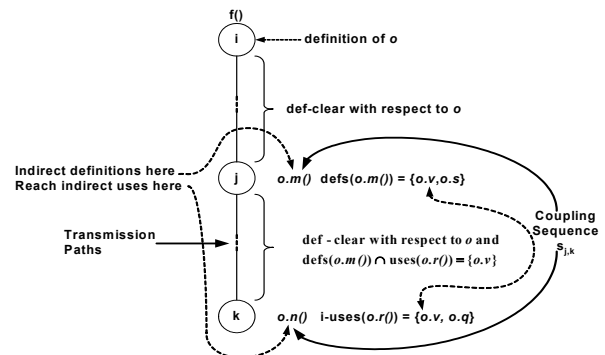 f()
i
definition of o
def-clear with respect to o
Indirect definitions here
Reach indirect uses here
j
o.m() defs(o.m()) = {o.v,o.s}
Transmission
Paths
def - clear with respect to o and
defs(o.m()) ∩ uses(o.r()) = {o.v}
Coupling
Sequence
s_{j,k}
k
o.n() i-uses(o.r()) = {o.v, o.q}